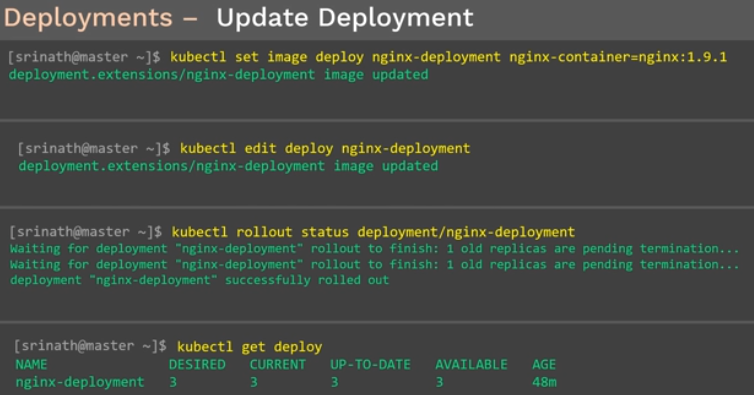 Deployments – Update Deployment
[srinath@master ~]$ kubectl set image deploy nginx-deployment nginx-container=nginx:1.9.1
deployment.extensions/nginx-deployment image updated
[srinath@master ~]$ kubectl edit deploy nginx-deployment
deployment.extensions/nginx-deployment image updated
[srinath@master ~]$ kubectl rollout status deployment/nginx-deployment
Waiting for deployment "nginx-deployment" rollout to finish: 1 old replicas are pending termination...
Waiting for deployment "nginx-deployment" rollout to finish: 1 old replicas are pending termination...
deployment "nginx-deployment" successfully rolled out
[srinath@master ~]$ kubectl get deploy
NAME DESIRED CURRENT UP-TO-DATE AVAILABLE AGE
nginx-deployment 3 3 3 3 48m